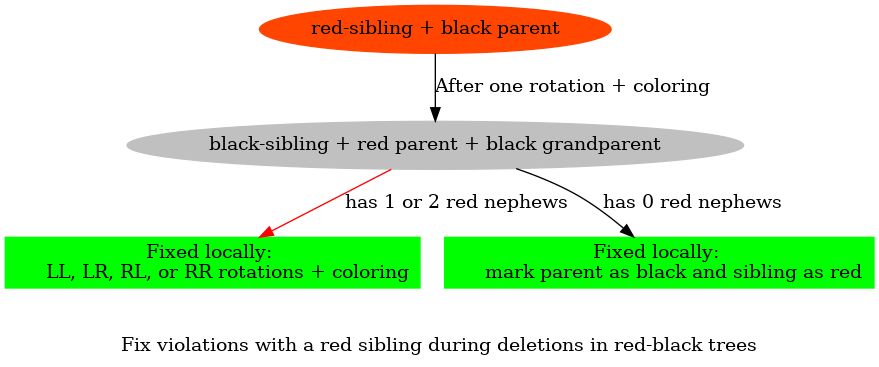 red-sibling + black parent
After one rotation + coloring
black-sibling + red parent + black grandparent
has 1 or 2 red nephews
has 0 red nephews
Fixed locally:
LL, LR, RL, or RR rotations + coloring
Fixed locally:
mark parent as black and sibling as red
Fix violations with a red sibling during deletions in red-black trees